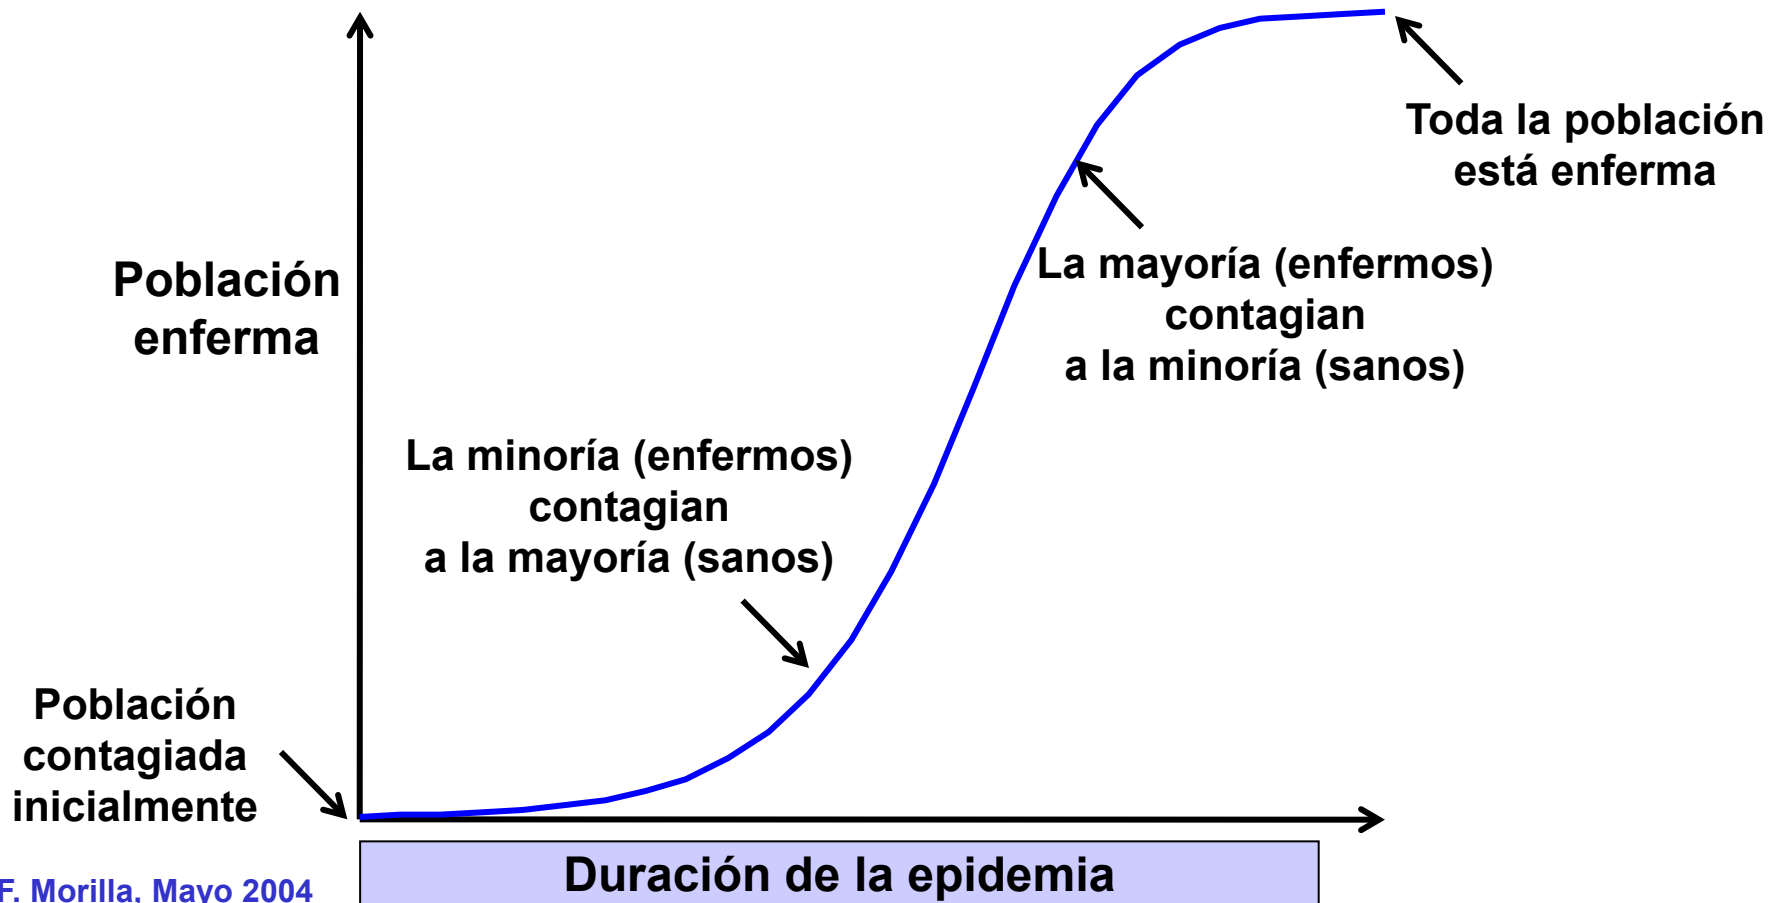 Toda la población
está enferma
La mayoría (enfermos)
contagian
a la minoría (sanos)
Población
enferma
La minoría (enfermos)
contagian
a la mayoría (sanos)
Población
contagiada
inicialmente
Duración de la epidemia
F. Morilla, Mayo 2004